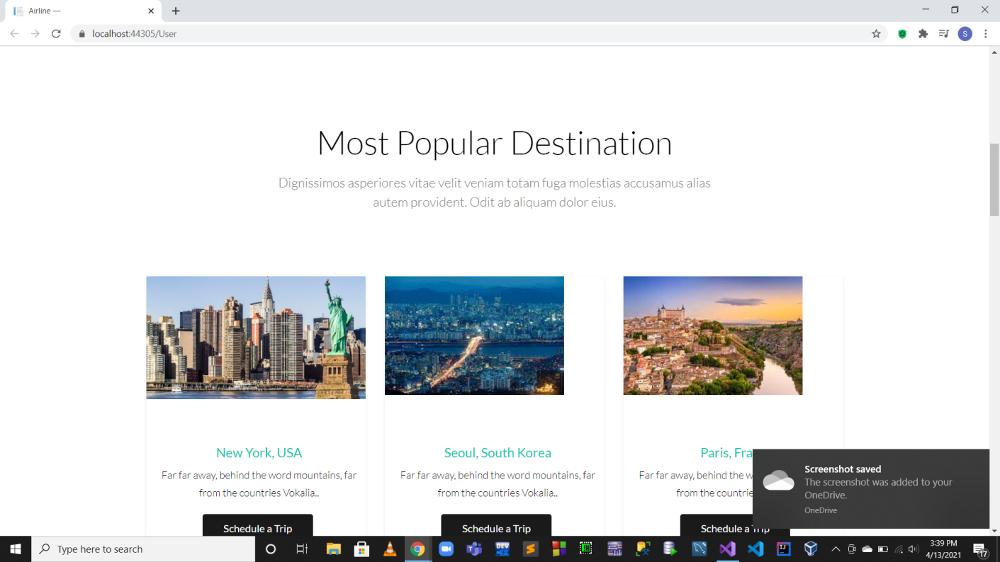 Airline —
localhost:44305/User
S
Most Popular Destination
Dignissimos asperiores vitae velit veniam totam fuga molestias accusamus alias
autem provident. Odit ab aliquam dolor eius.
New York, USA
Far far away, behind the word mountains, far
from the countries Vokalia..
Schedule a Trip
Seoul, South Korea
Far far away, behind the word mountains, far
from the countries Vokalia..
Schedule a Trip
Paris, Fra
Far far away, behind the w
from the countrie
Schedule a Trip
Screenshot saved
The screenshot was added to your
OneDrive.
OneDrive
Type here to search
DEV
IJ
3:39 PM
4/13/2021
17